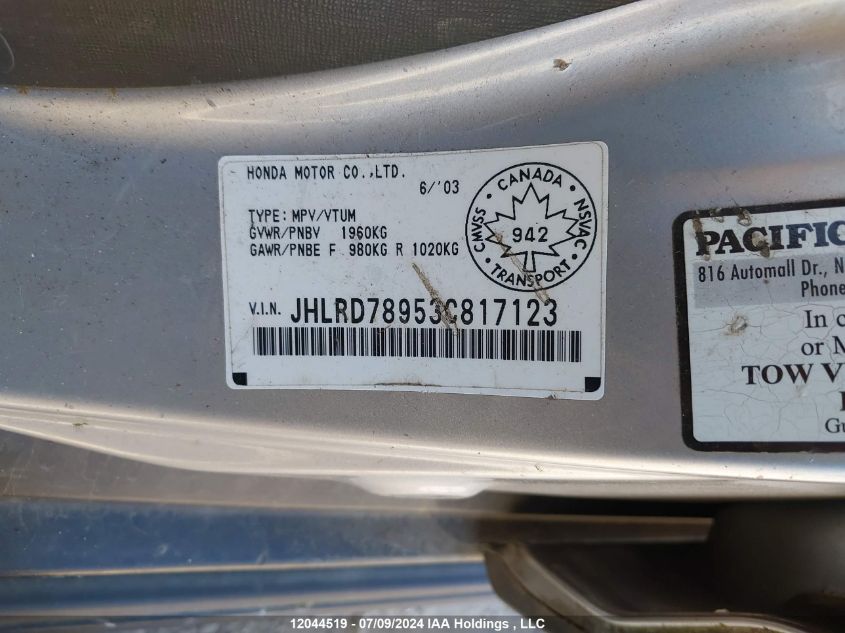 HONDA MOTOR CO.,LTD.
6/'03
TYPE: MPV/VTUM
GVWR/PNBV 1960KG
GAWR/PNBE F 980KG R 1020KG
CANADA
CMVSS
942
NSVAC
TRANSPORT
V.I.N. JHLRD78953C817123
PACIFIC
816 Automall Dr., N
Phone
In c
or M
TOW V
Gu
12044519 - 07/09/2024 IAA Holdings , LLC